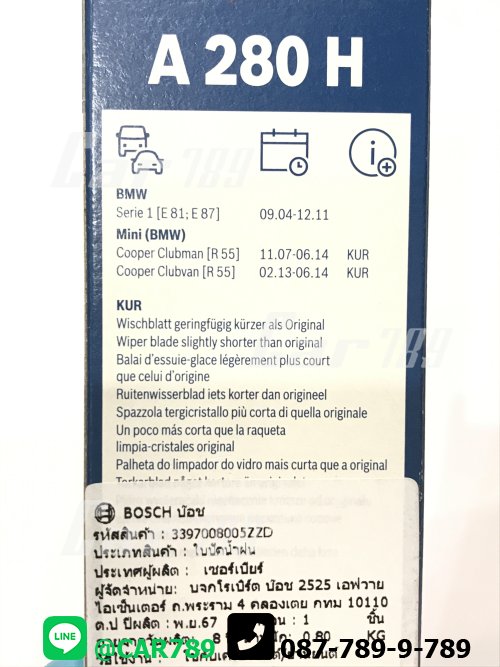 A 280 H
BMW
Serie 1 [E 81; E 87] 09.04-12.11
Mini (BMW)
Cooper Clubman [R 55] 11.07-06.14 KUR
Cooper Clubvan [R 55] 02.13-06.14 KUR
KUR
Wischblatt geringfügig kürzer als Original
Wiper blade slightly shorter than original
Balai d'essuie-glace légèrement plus court
que celui d'origine
Ruitenwisserblad iets korter dan origineel
Spazzola tergicristallo più corta di quella originale
Un poco más corta que la raqueta
limpia-cristales original
Palheta do limpador do vidro mais curta que a original
BOSCH บ๊อช
รหัสสินค้า : 3397008005ZZD
ประเภทสินค้า : ใบปัดน้ำฝน
ประเทศผู้ผลิต : เซอร์เบียร์
ผู้จัดจำหน่าย: บจกโรเบิร์ต บ๊อช 2525 เอฟวาย
ไอเซ็นเตอร์ ถ.พระราม 4 คลองเตย กทม 10110
ด.ป ปีผลิต : พ.ย.67 : 1 ชิ้น
0.80 KG
LINE @CAR789 087-789-9-789
Car 789